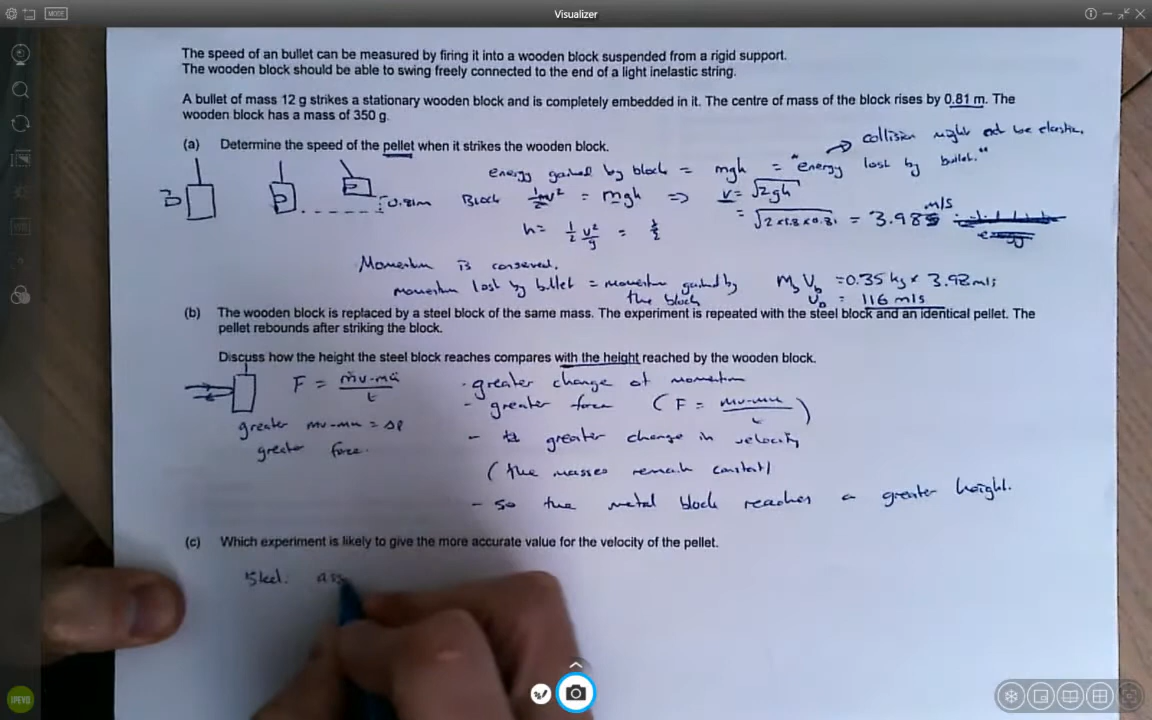 MODE
Visualizer
The speed of an bullet can be measured by firing it into a wooden block suspended from a rigid support.
The wooden block should be able to swing freely connected to the end of a light inelastic string.
A bullet of mass 12 g strikes a stationary wooden block and is completely embedded in it. The centre of mass of the block rises by 0.81 m. The
wooden block has a mass of 350 g.
collision might not be elastic.
(a) Determine the speed of the pellet when it strikes the wooden block.
energy gained by block = mgh = "energy lost by bullet."
0.81m
Block ½mv² = mgh => v = √2gh
= √2 x 9.8 x 0.81 = 3.98 m/s
h = ½ v²/g =
Momentum is conserved.
momentum lost by bullet = momentum gained by
the block
M_b V_b = 0.35 kg x 3.98 m/s
V_b = 116 m/s
(b) The wooden block is replaced by a steel block of the same mass. The experiment is repeated with the steel block and an identical pellet. The
pellet rebounds after striking the block.
Discuss how the height the steel block reaches compares with the height reached by the wooden block.
F = mv-mu/t
greater mv-mu = Δp
greater force.
- greater change of momentum
- greater force (F = mv-mu/t)
- greater change in velocity
(the masses remain constant)
- so the metal block reaches a greater height.
(c) Which experiment is likely to give the more accurate value for the velocity of the pellet.
Steel. ass
IPEVO